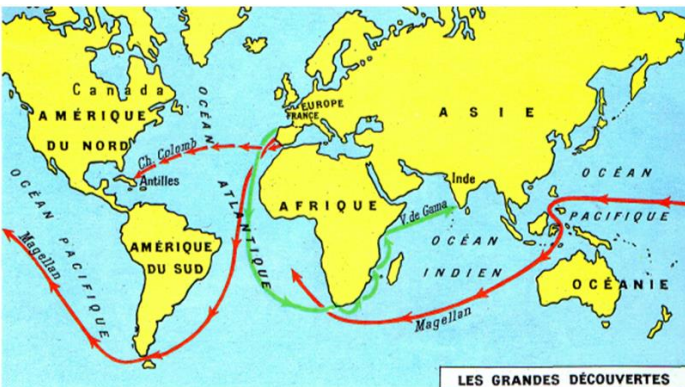 Canada
AMÉRIQUE
DU NORD
OCÉAN
ATLANTIQUE
Ch. Colomb
Antilles
EUROPE
FRANCE
ASIE
Inde
AFRIQUE
V. de Gama
OCÉAN
INDIEN
OCÉAN
PACIFIQUE
OCÉAN PACIFIQUE
Magellan
AMÉRIQUE
DU SUD
Magellan
OCÉANIE
LES GRANDES DÉCOUVERTES